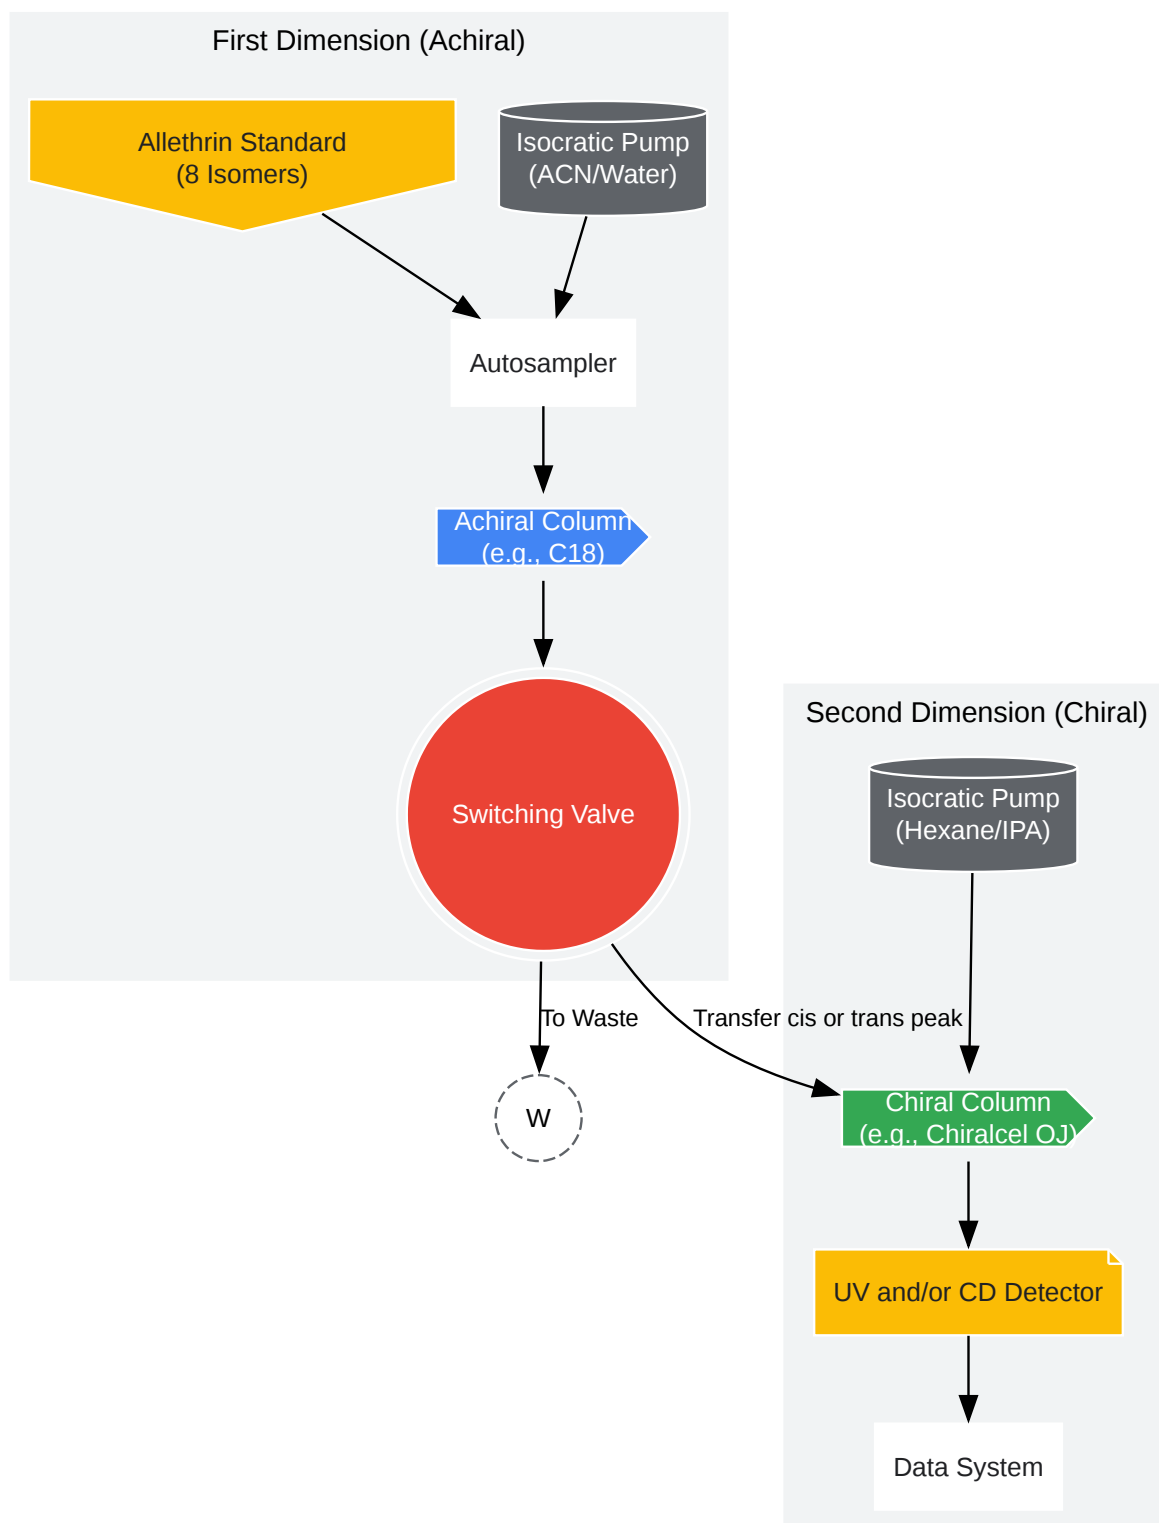 First Dimension (Achiral)
Allethrin Standard
(8 Isomers)
Isocratic Pump
(ACN/Water)
Autosampler
Achiral Column
(e.g., C18)
Switching Valve
Second Dimension (Chiral)
Isocratic Pump
(Hexane/IPA)
To Waste
Transfer cis or trans peak
W
Chiral Column
(e.g., Chiralcel OJ)
UV and/or CD Detector
Data System